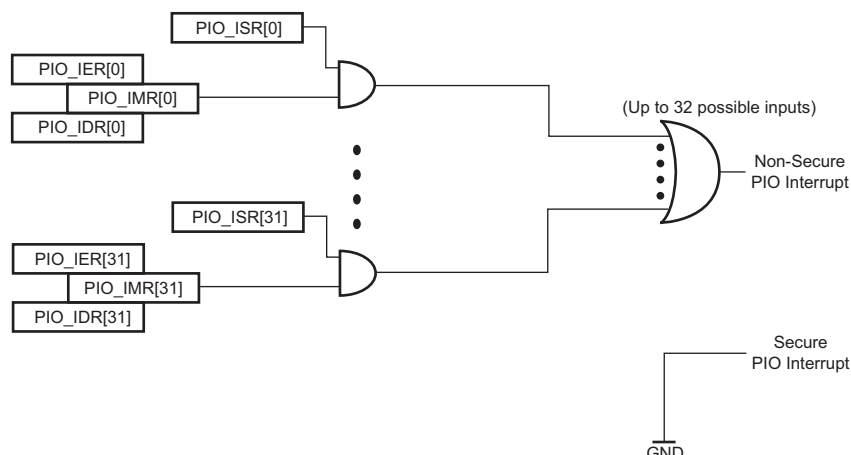 PIO_ISR[0]
PIO_IER[0]
PIO_IMR[0]
PIO_IDR[0]
(Up to 32 possible inputs)
Non-Secure
PIO Interrupt
PIO_ISR[31]
PIO_IER[31]
PIO_IMR[31]
PIO_IDR[31]
Secure
PIO Interrupt
GND